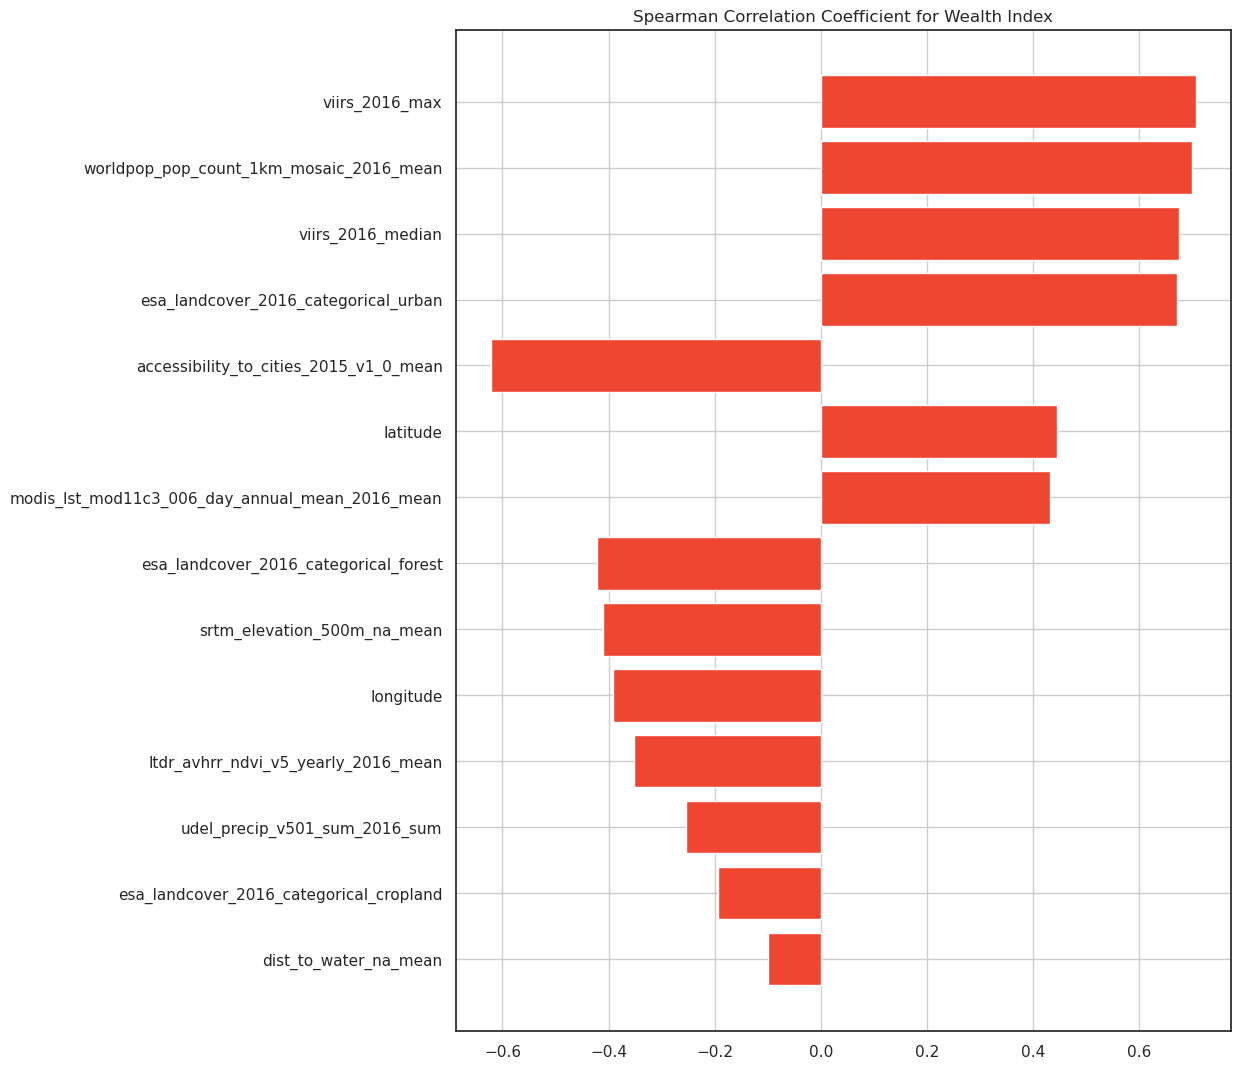 Spearman Correlation Coefficient for Wealth Index
viirs_2016_max
worldpop_pop_count_1km_mosaic_2016_mean
viirs_2016_median
esa_landcover_2016_categorical_urban
accessibility_to_cities_2015_v1_0_mean
latitude
modis_lst_mod11c3_006_day_annual_mean_2016_mean
esa_landcover_2016_categorical_forest
srtm_elevation_500m_na_mean
longitude
ltdr_avhrr_ndvi_v5_yearly_2016_mean
udel_precip_v501_sum_2016_sum
esa_landcover_2016_categorical_cropland
dist_to_water_na_mean
−0.6 −0.4 −0.2 0.0 0.2 0.4 0.6